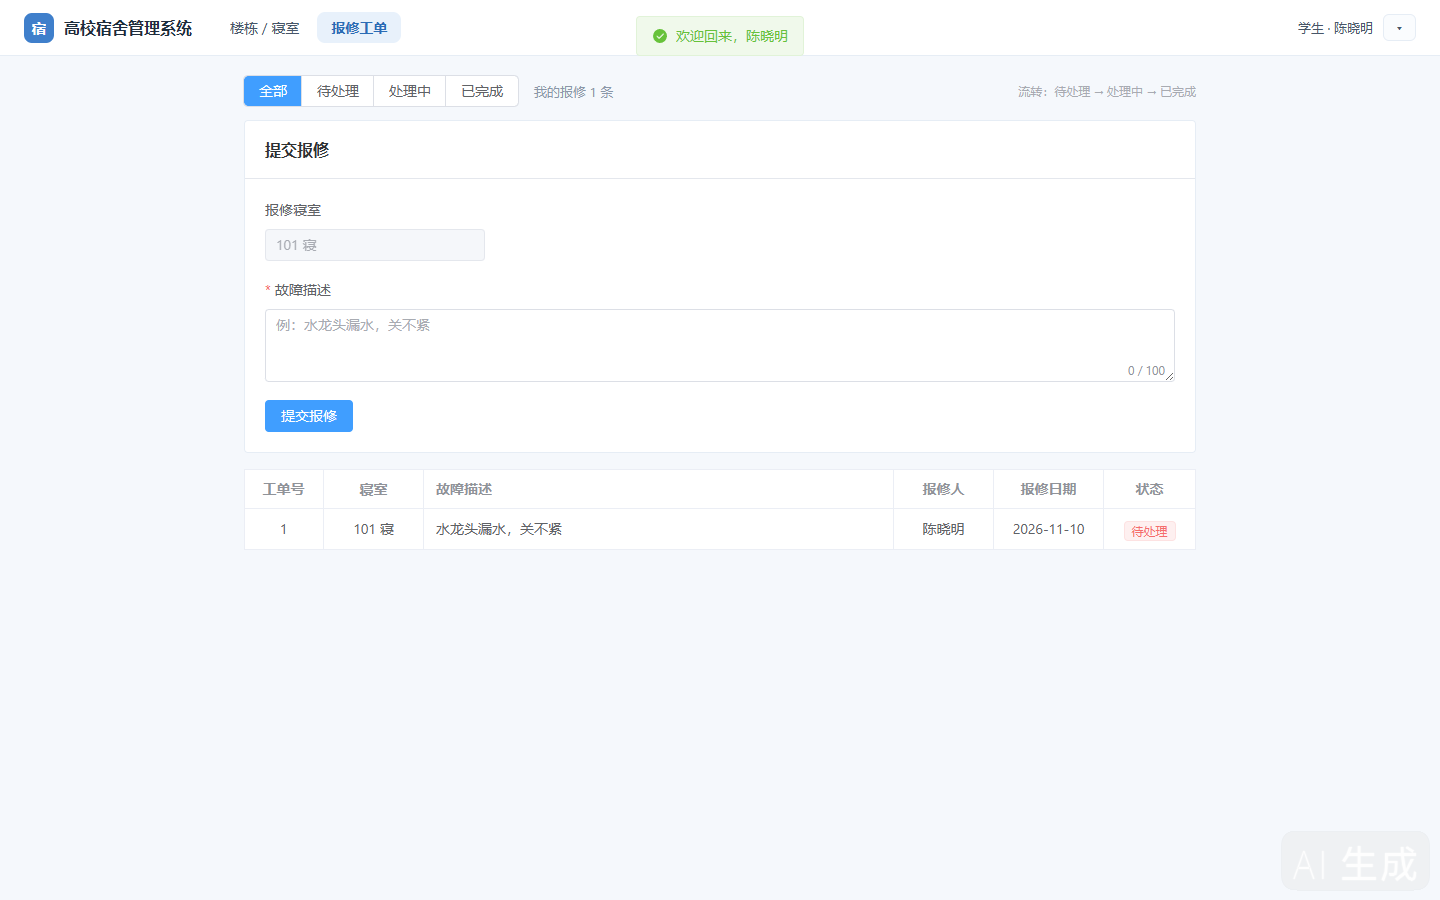 宿 高校宿舍管理系统 楼栋 / 寝室 报修工单 欢迎回来，陈晓明 学生 · 陈晓明
全部 待处理 处理中 已完成 我的报修 1 条 流转：待处理 → 处理中 → 已完成
提交报修
报修寝室
101 寝
* 故障描述
例：水龙头漏水，关不紧
0 / 100
提交报修
工单号 寝室 故障描述 报修人 报修日期 状态
1 101 寝 水龙头漏水，关不紧 陈晓明 2026-11-10 待处理
AI 生成